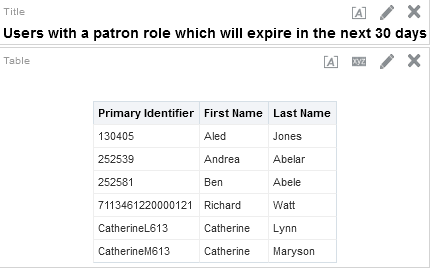 Title
[A]
Users with a patron role which will expire in the next 30 days
Table
[A] xyz
Primary Identifier First Name Last Name
130405 Aled Jones
252539 Andrea Abelar
252581 Ben Abele
7113461220000121 Richard Watt
CatherineL613 Catherine Lynn
CatherineM613 Catherine Maryson